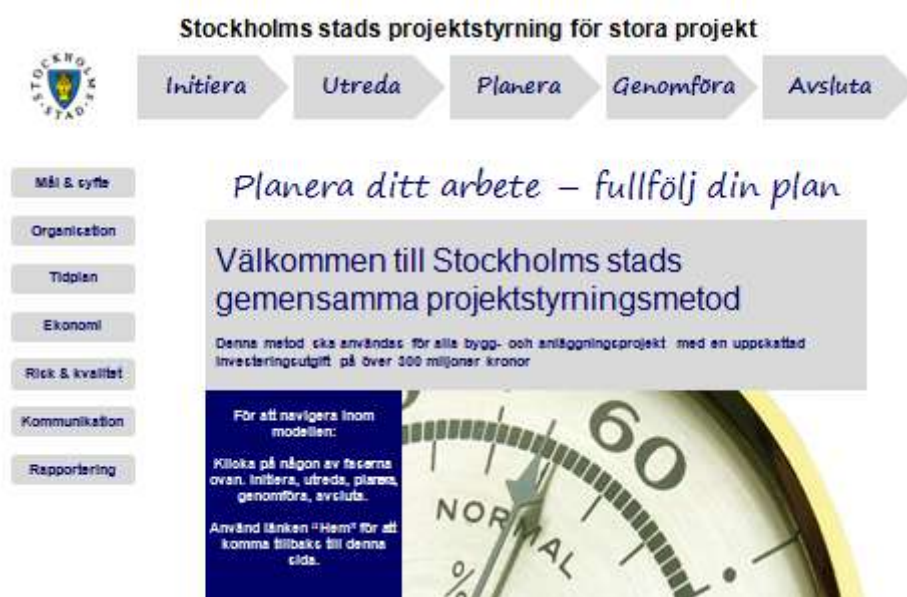 Stockholms stads projektstyrning för stora projekt
STOCKHOLMS STAD
Initiera
Utreda
Planera
Genomföra
Avsluta
Mål & syfte
Organisation
Tidplan
Ekonomi
Risk & kvalitet
Kommunikation
Rapportering
Planera ditt arbete – fullfölj din plan
Välkommen till Stockholms stads
gemensamma projektstyrningsmetod
Denna metod ska användas för alla bygg- och anläggningsprojekt med en uppskattad
investeringsutgift på över 300 miljoner kronor
För att navigera inom
modellen:
Klicka på någon av faserna
ovan. Initiera, utreda, planera,
genomföra, avsluta.
Använd länken "Hem" för att
komma tillbaks till denna
sida.
60
NORMAL
%